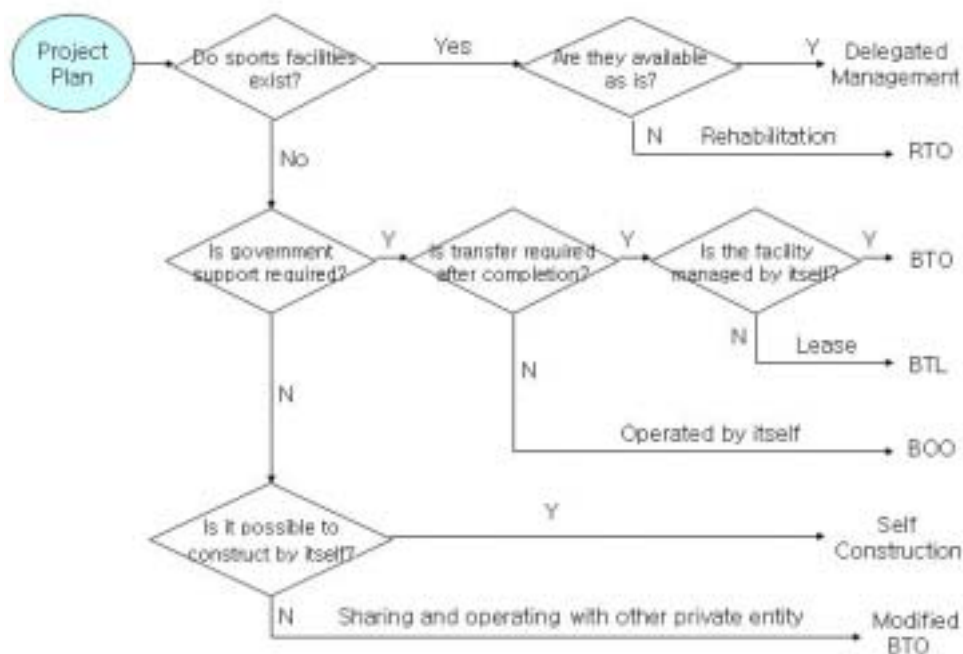 Project
Plan
Do sports facilities
exist?
Yes
Are they available
as is?
Y
Delegated
Management
N
Rehabilitation
RTO
No
Is government
support required?
Y
Is transfer required
after completion?
Y
Is the facility
managed by itself?
Y
BTO
N
Lease
BTL
N
Operated by itself
BOO
N
Is it possible to
construct by itself?
Y
Self
Construction
N
Sharing and operating with other private entity
Modified
BTO